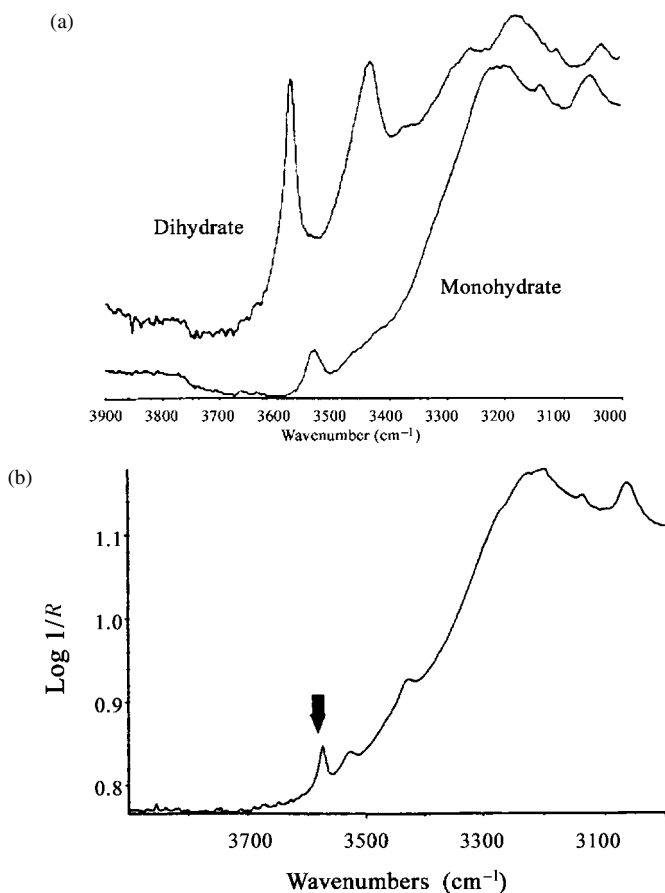 (a)
Dihydrate
Monohydrate
3900 3800 3700 3600 3500 3400 3300 3200 3100 3000
Wavenumber (cm⁻¹)
(b)
Log 1/R
1.1
1.0
0.9
0.8
3700 3500 3300 3100
Wavenumbers (cm⁻¹)